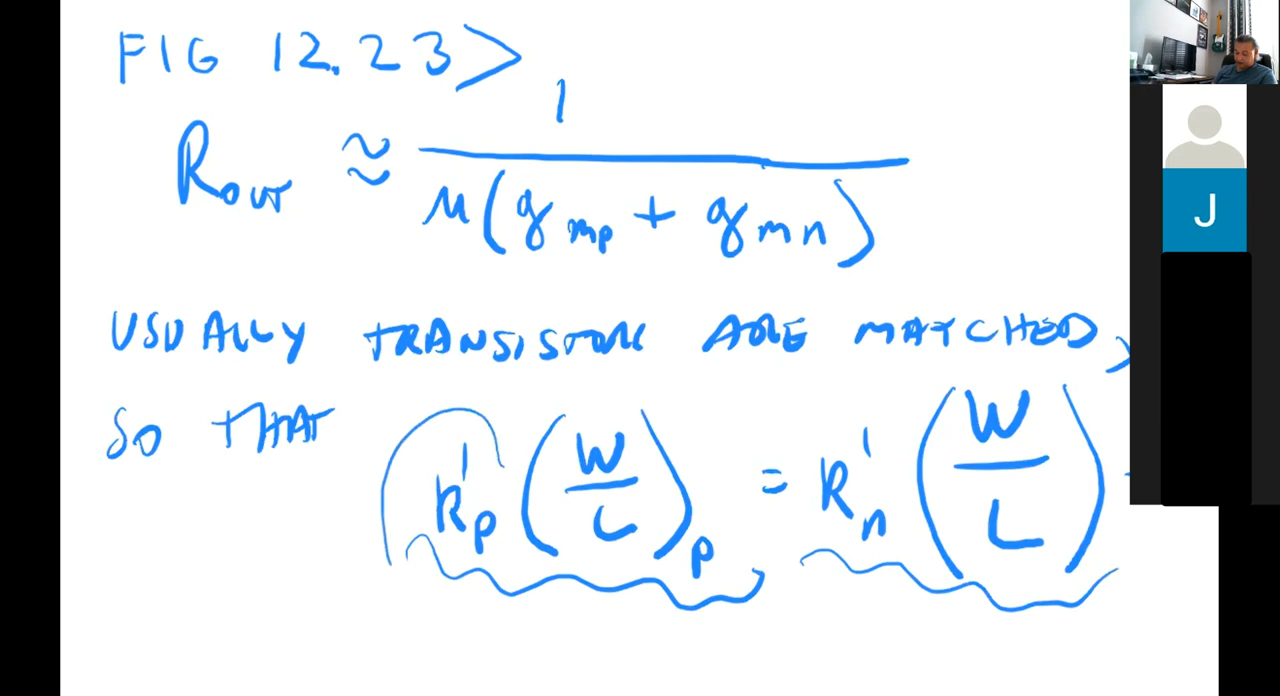 FIG 12.23>
Rout ≈ 1 / μ(gmp + gmn)
USUALLY TRANSISTORS ARE MATCHED,
SO THAT
k'p (W/L)p = k'n (W/L)
J